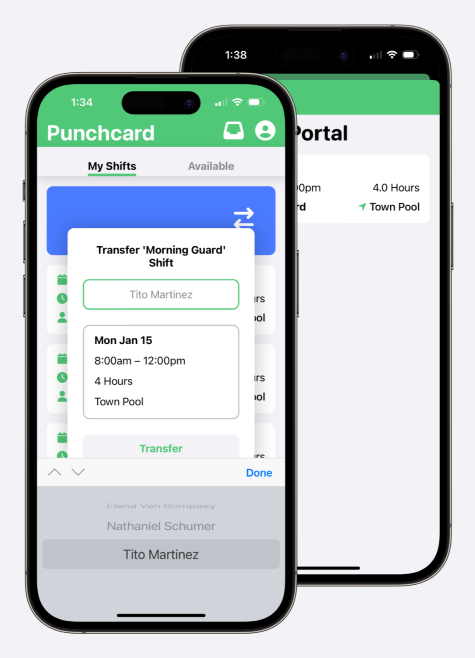 1:38
Portal
00pm
4.0 Hours
rd
Town Pool
1:34
Punchcard
My Shifts
Available
Transfer 'Morning Guard'
Shift
Tito Martinez
Mon Jan 15
8:00am – 12:00pm
4 Hours
Town Pool
Transfer
urs
ool
urs
ool
urs
Done
Elena Van Rompaey
Nathaniel Schumer
Tito Martinez